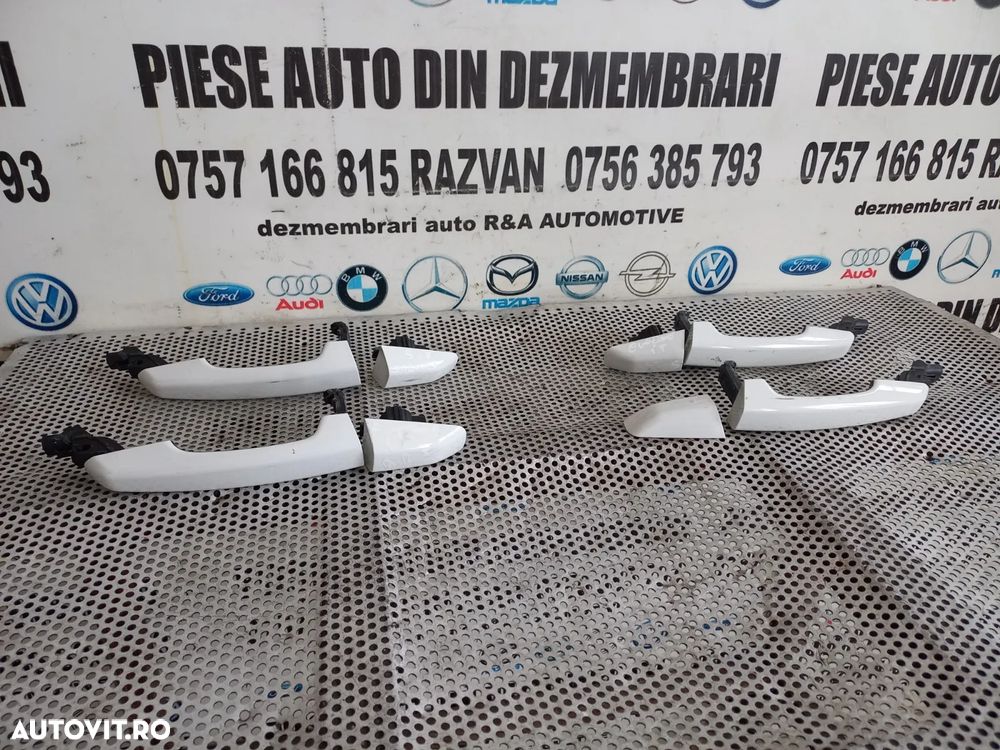 PIESE AUTO DIN DEZMEMBRARI PIESE AUTO
93 0757 166 815 RAZVAN 0756 385 793 0757 166 815
dezmembrari auto R&A AUTOMOTIVE dezmembrari
Ford Audi BMW mazda NISSAN Ford Audi BMW
AUTOVIT.RO